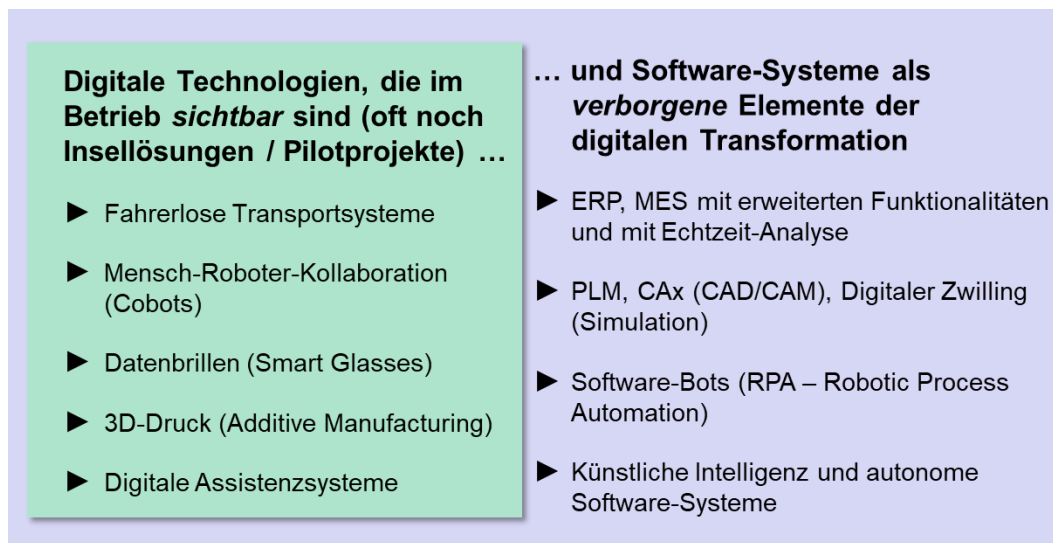 Digitale Technologien, die im
Betrieb sichtbar sind (oft noch
Insellösungen / Pilotprojekte) …
► Fahrerlose Transportsysteme
► Mensch-Roboter-Kollaboration
(Cobots)
► Datenbrillen (Smart Glasses)
► 3D-Druck (Additive Manufacturing)
► Digitale Assistenzsysteme
… und Software-Systeme als
verborgene Elemente der
digitalen Transformation
► ERP, MES mit erweiterten Funktionalitäten
und mit Echtzeit-Analyse
► PLM, CAx (CAD/CAM), Digitaler Zwilling
(Simulation)
► Software-Bots (RPA – Robotic Process
Automation)
► Künstliche Intelligenz und autonome
Software-Systeme